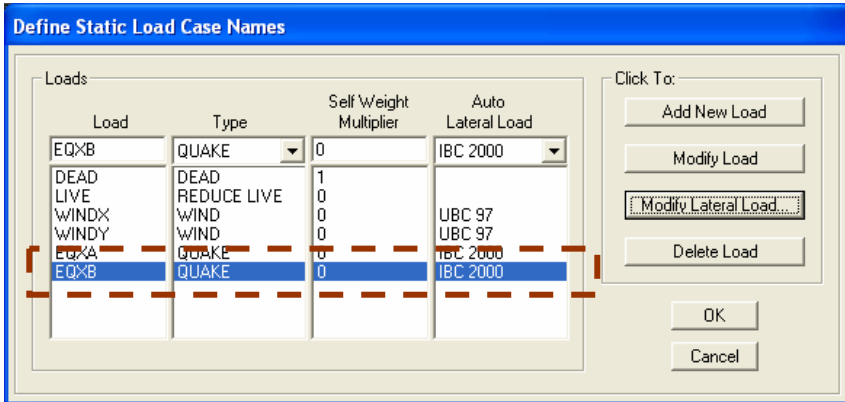 Define Static Load Case Names
Loads
Load Type Self Weight Multiplier Auto Lateral Load
EQXB QUAKE 0 IBC 2000
DEAD DEAD 1
LIVE REDUCE LIVE 0
WINDX WIND 0 UBC 97
WINDY WIND 0 UBC 97
EQXA QUAKE 0 IBC 2000
EQXB QUAKE 0 IBC 2000
Click To:
Add New Load
Modify Load
Modify Lateral Load...
Delete Load
OK
Cancel